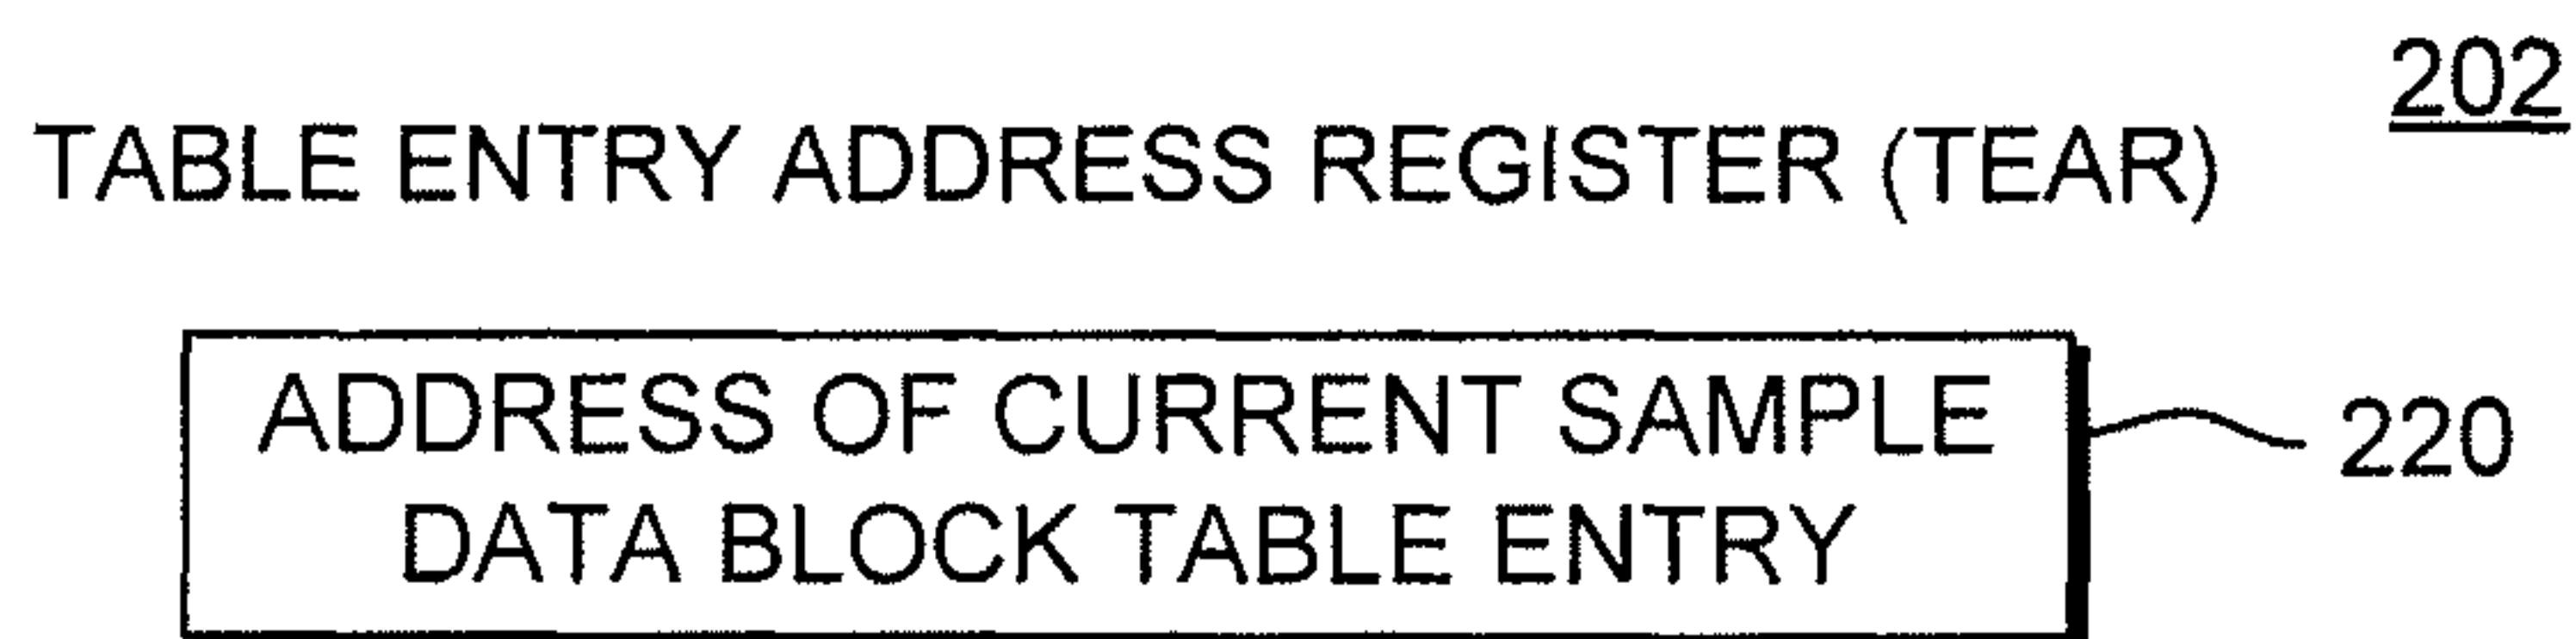 202
TABLE ENTRY ADDRESS REGISTER (TEAR)
ADDRESS OF CURRENT SAMPLE
DATA BLOCK TABLE ENTRY
220